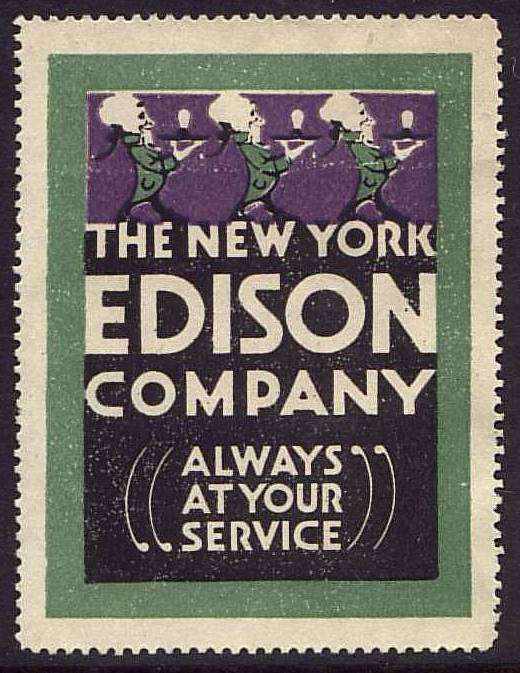 THE NEW YORK
EDISON
COMPANY
ALWAYS
AT YOUR
SERVICE